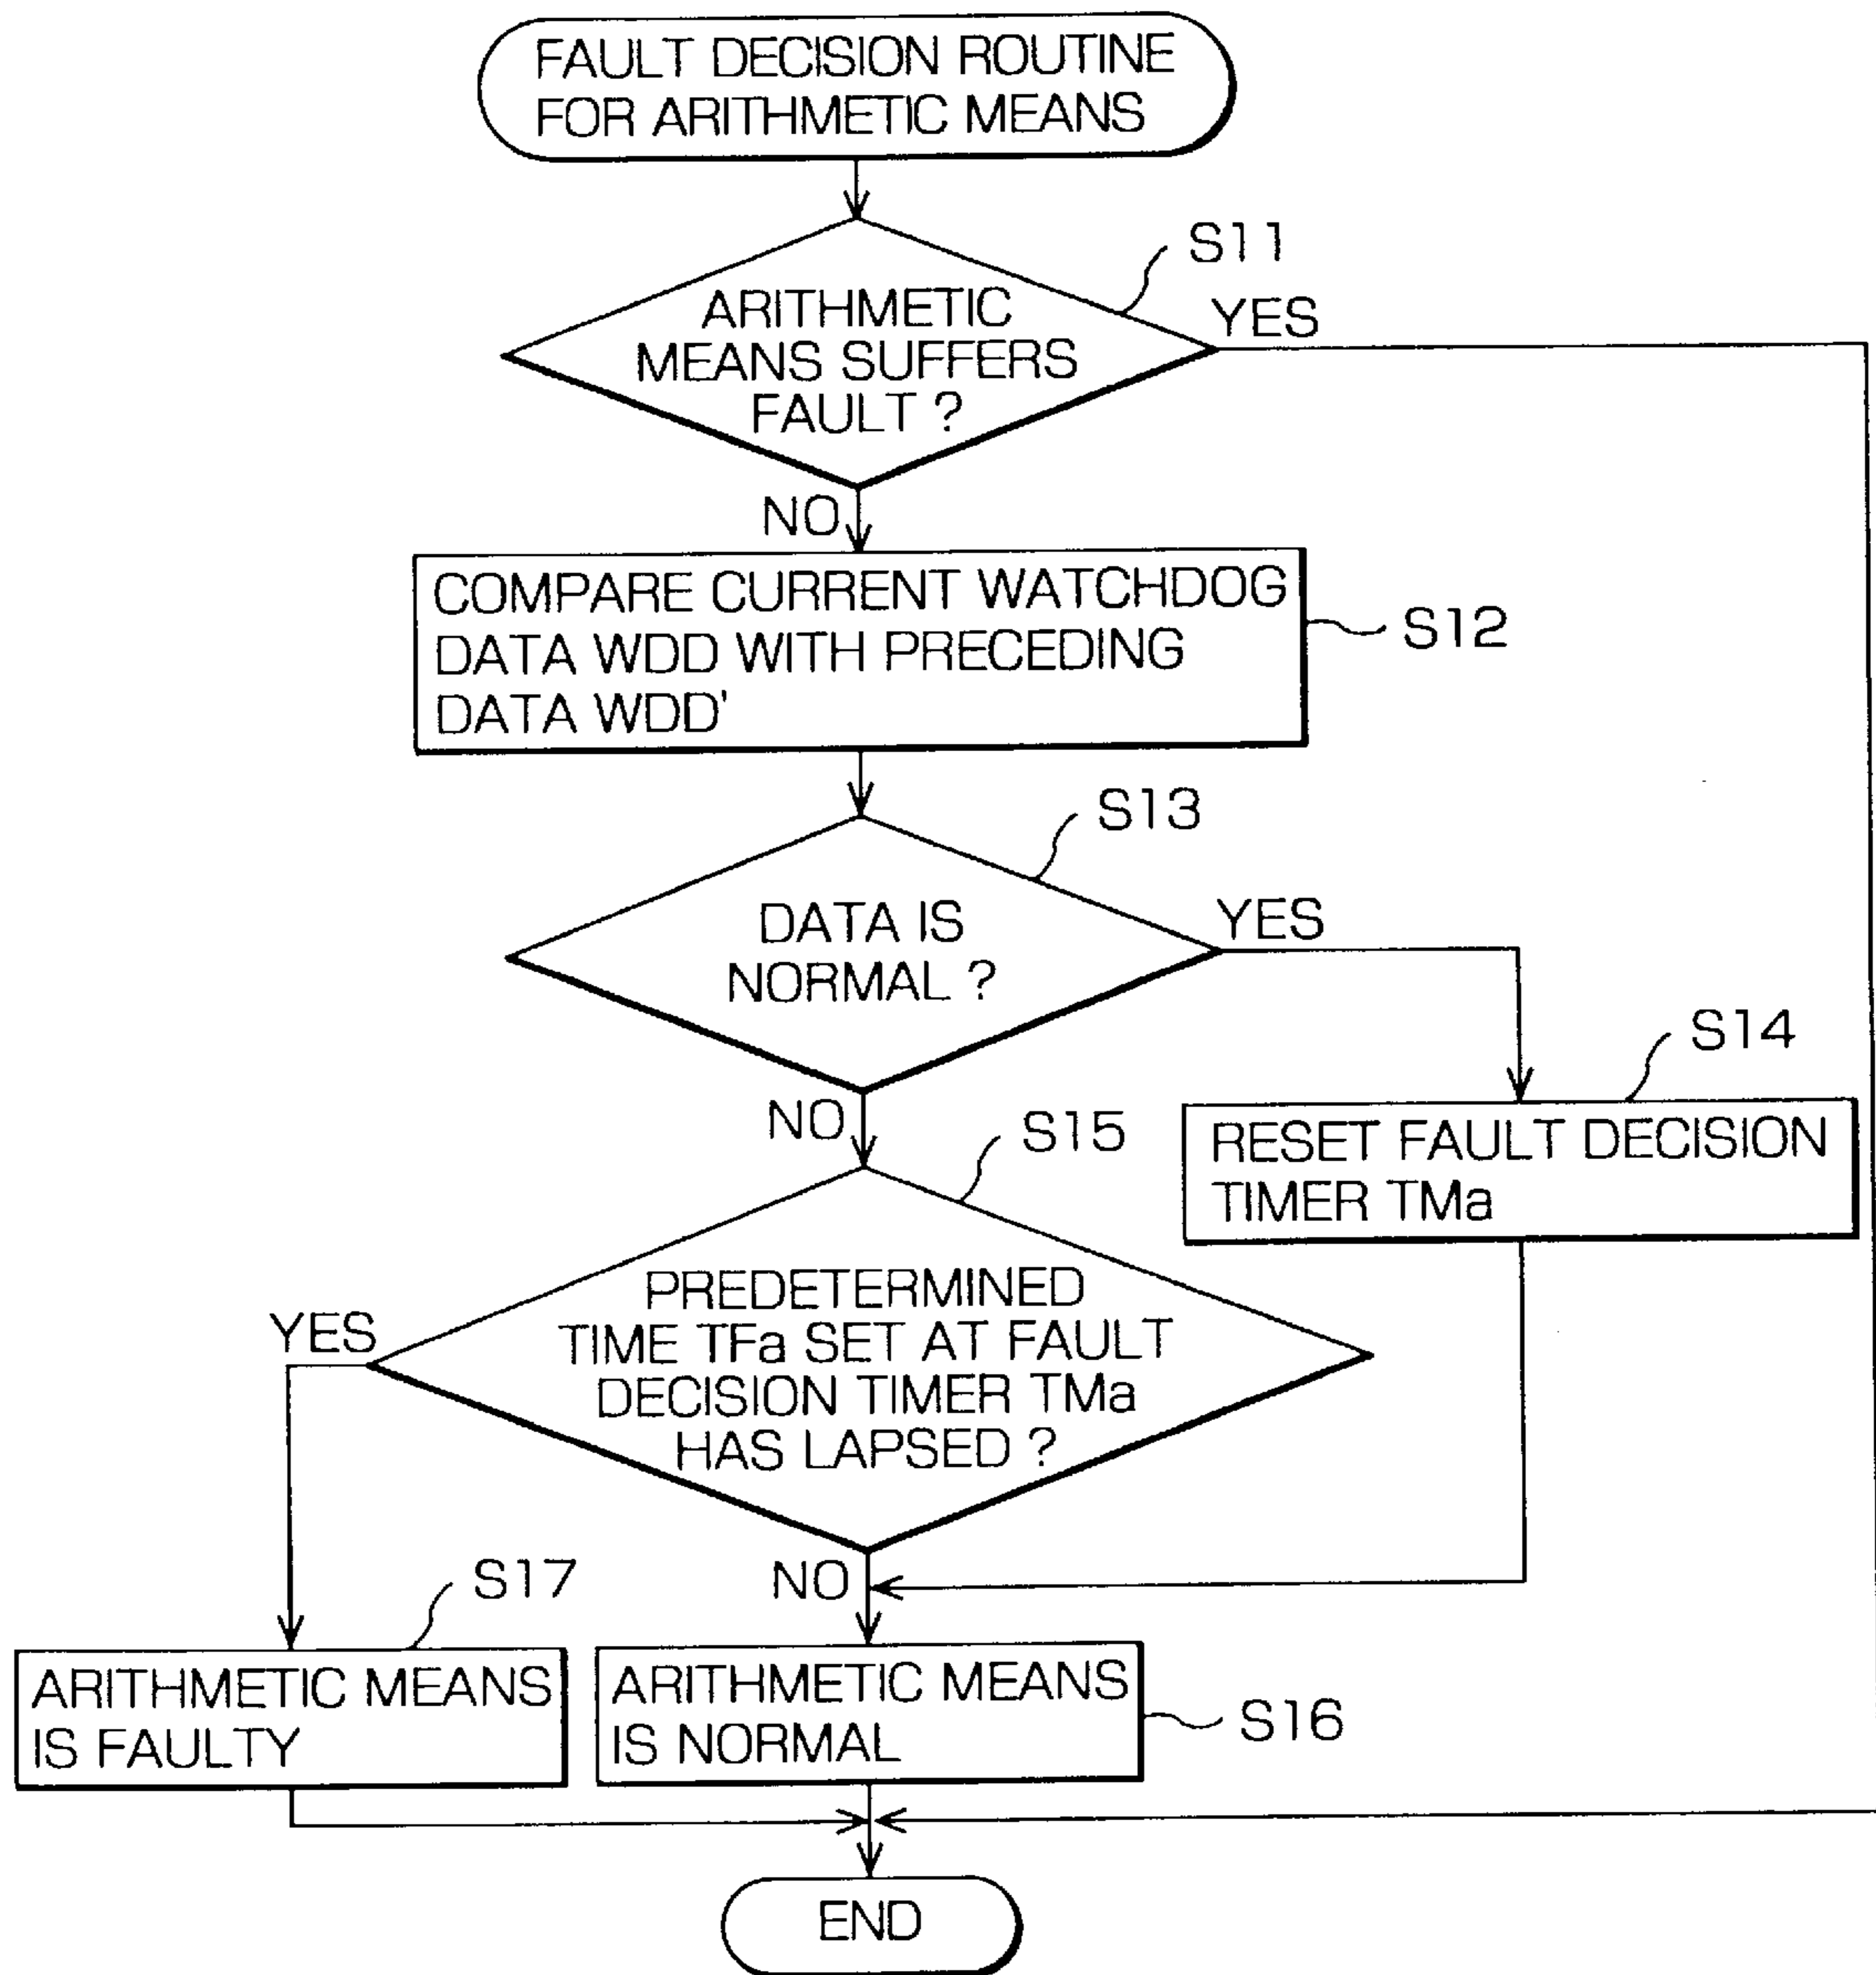 FAULT DECISION ROUTINE
FOR ARITHMETIC MEANS
S11
ARITHMETIC
MEANS SUFFERS
FAULT ?
YES
NO
COMPARE CURRENT WATCHDOG
DATA WDD WITH PRECEDING
DATA WDD'
S12
S13
DATA IS
NORMAL ?
YES
NO
S14
RESET FAULT DECISION
TIMER TMa
S15
PREDETERMINED
TIME TFa SET AT FAULT
DECISION TIMER TMa
HAS LAPSED ?
YES
NO
S17
ARITHMETIC MEANS
IS FAULTY
ARITHMETIC MEANS
IS NORMAL
S16
END